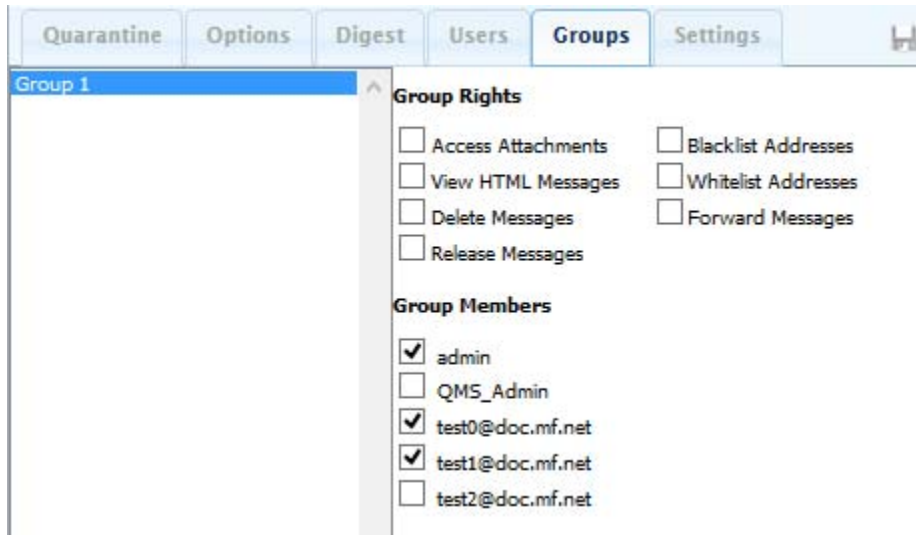 Quarantine Options Digest Users Groups Settings
Group 1
Group Rights
Access Attachments Blacklist Addresses
View HTML Messages Whitelist Addresses
Delete Messages Forward Messages
Release Messages
Group Members
admin
QMS_Admin
test0@doc.mf.net
test1@doc.mf.net
test2@doc.mf.net